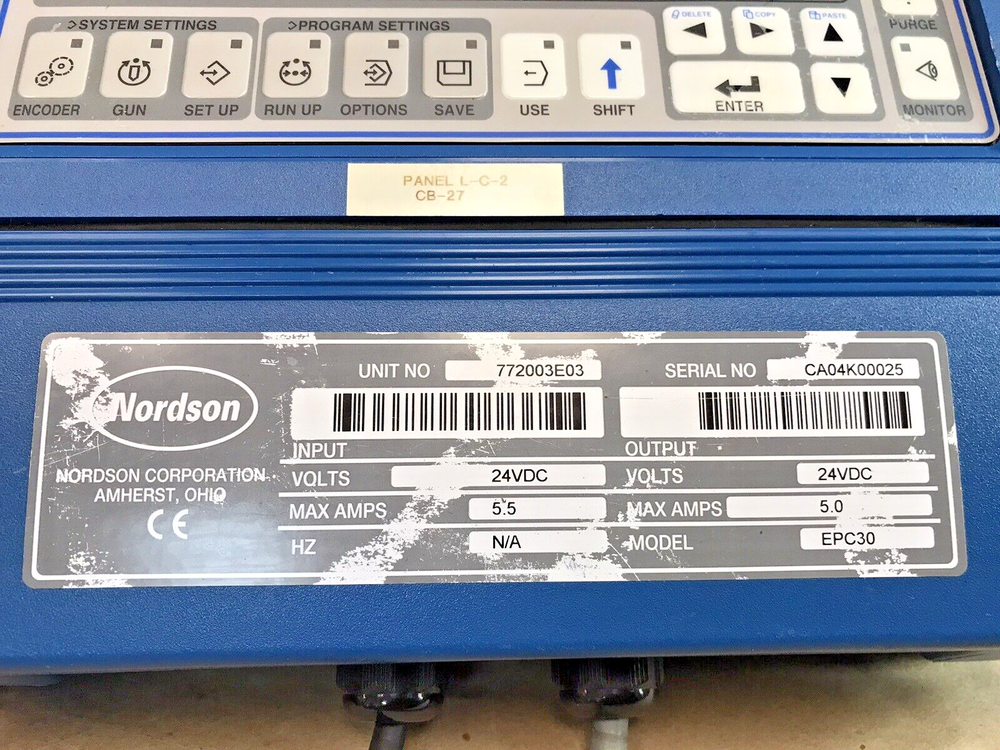 >SYSTEM SETTINGS
>PROGRAM SETTINGS
DELETE
COPY
PASTE
PURGE
ENCODER
GUN
SET UP
RUN UP
OPTIONS
SAVE
USE
SHIFT
ENTER
MONITOR
PANEL L-C-2
CB-27
Nordson
NORDSON CORPORATION
AMHERST, OHIO
CE
UNIT NO 772003E03
SERIAL NO CA04K00025
INPUT
OUTPUT
VOLTS 24VDC
VOLTS 24VDC
MAX AMPS 5.5
MAX AMPS 5.0
HZ N/A
MODEL EPC30